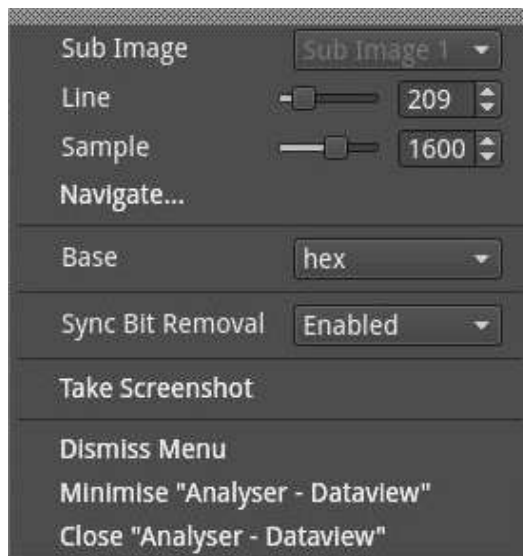 Sub Image Sub Image 1
Line 209
Sample 1600
Navigate...
Base hex
Sync Bit Removal Enabled
Take Screenshot
Dismiss Menu
Minimise "Analyser - Dataview"
Close "Analyser - Dataview"